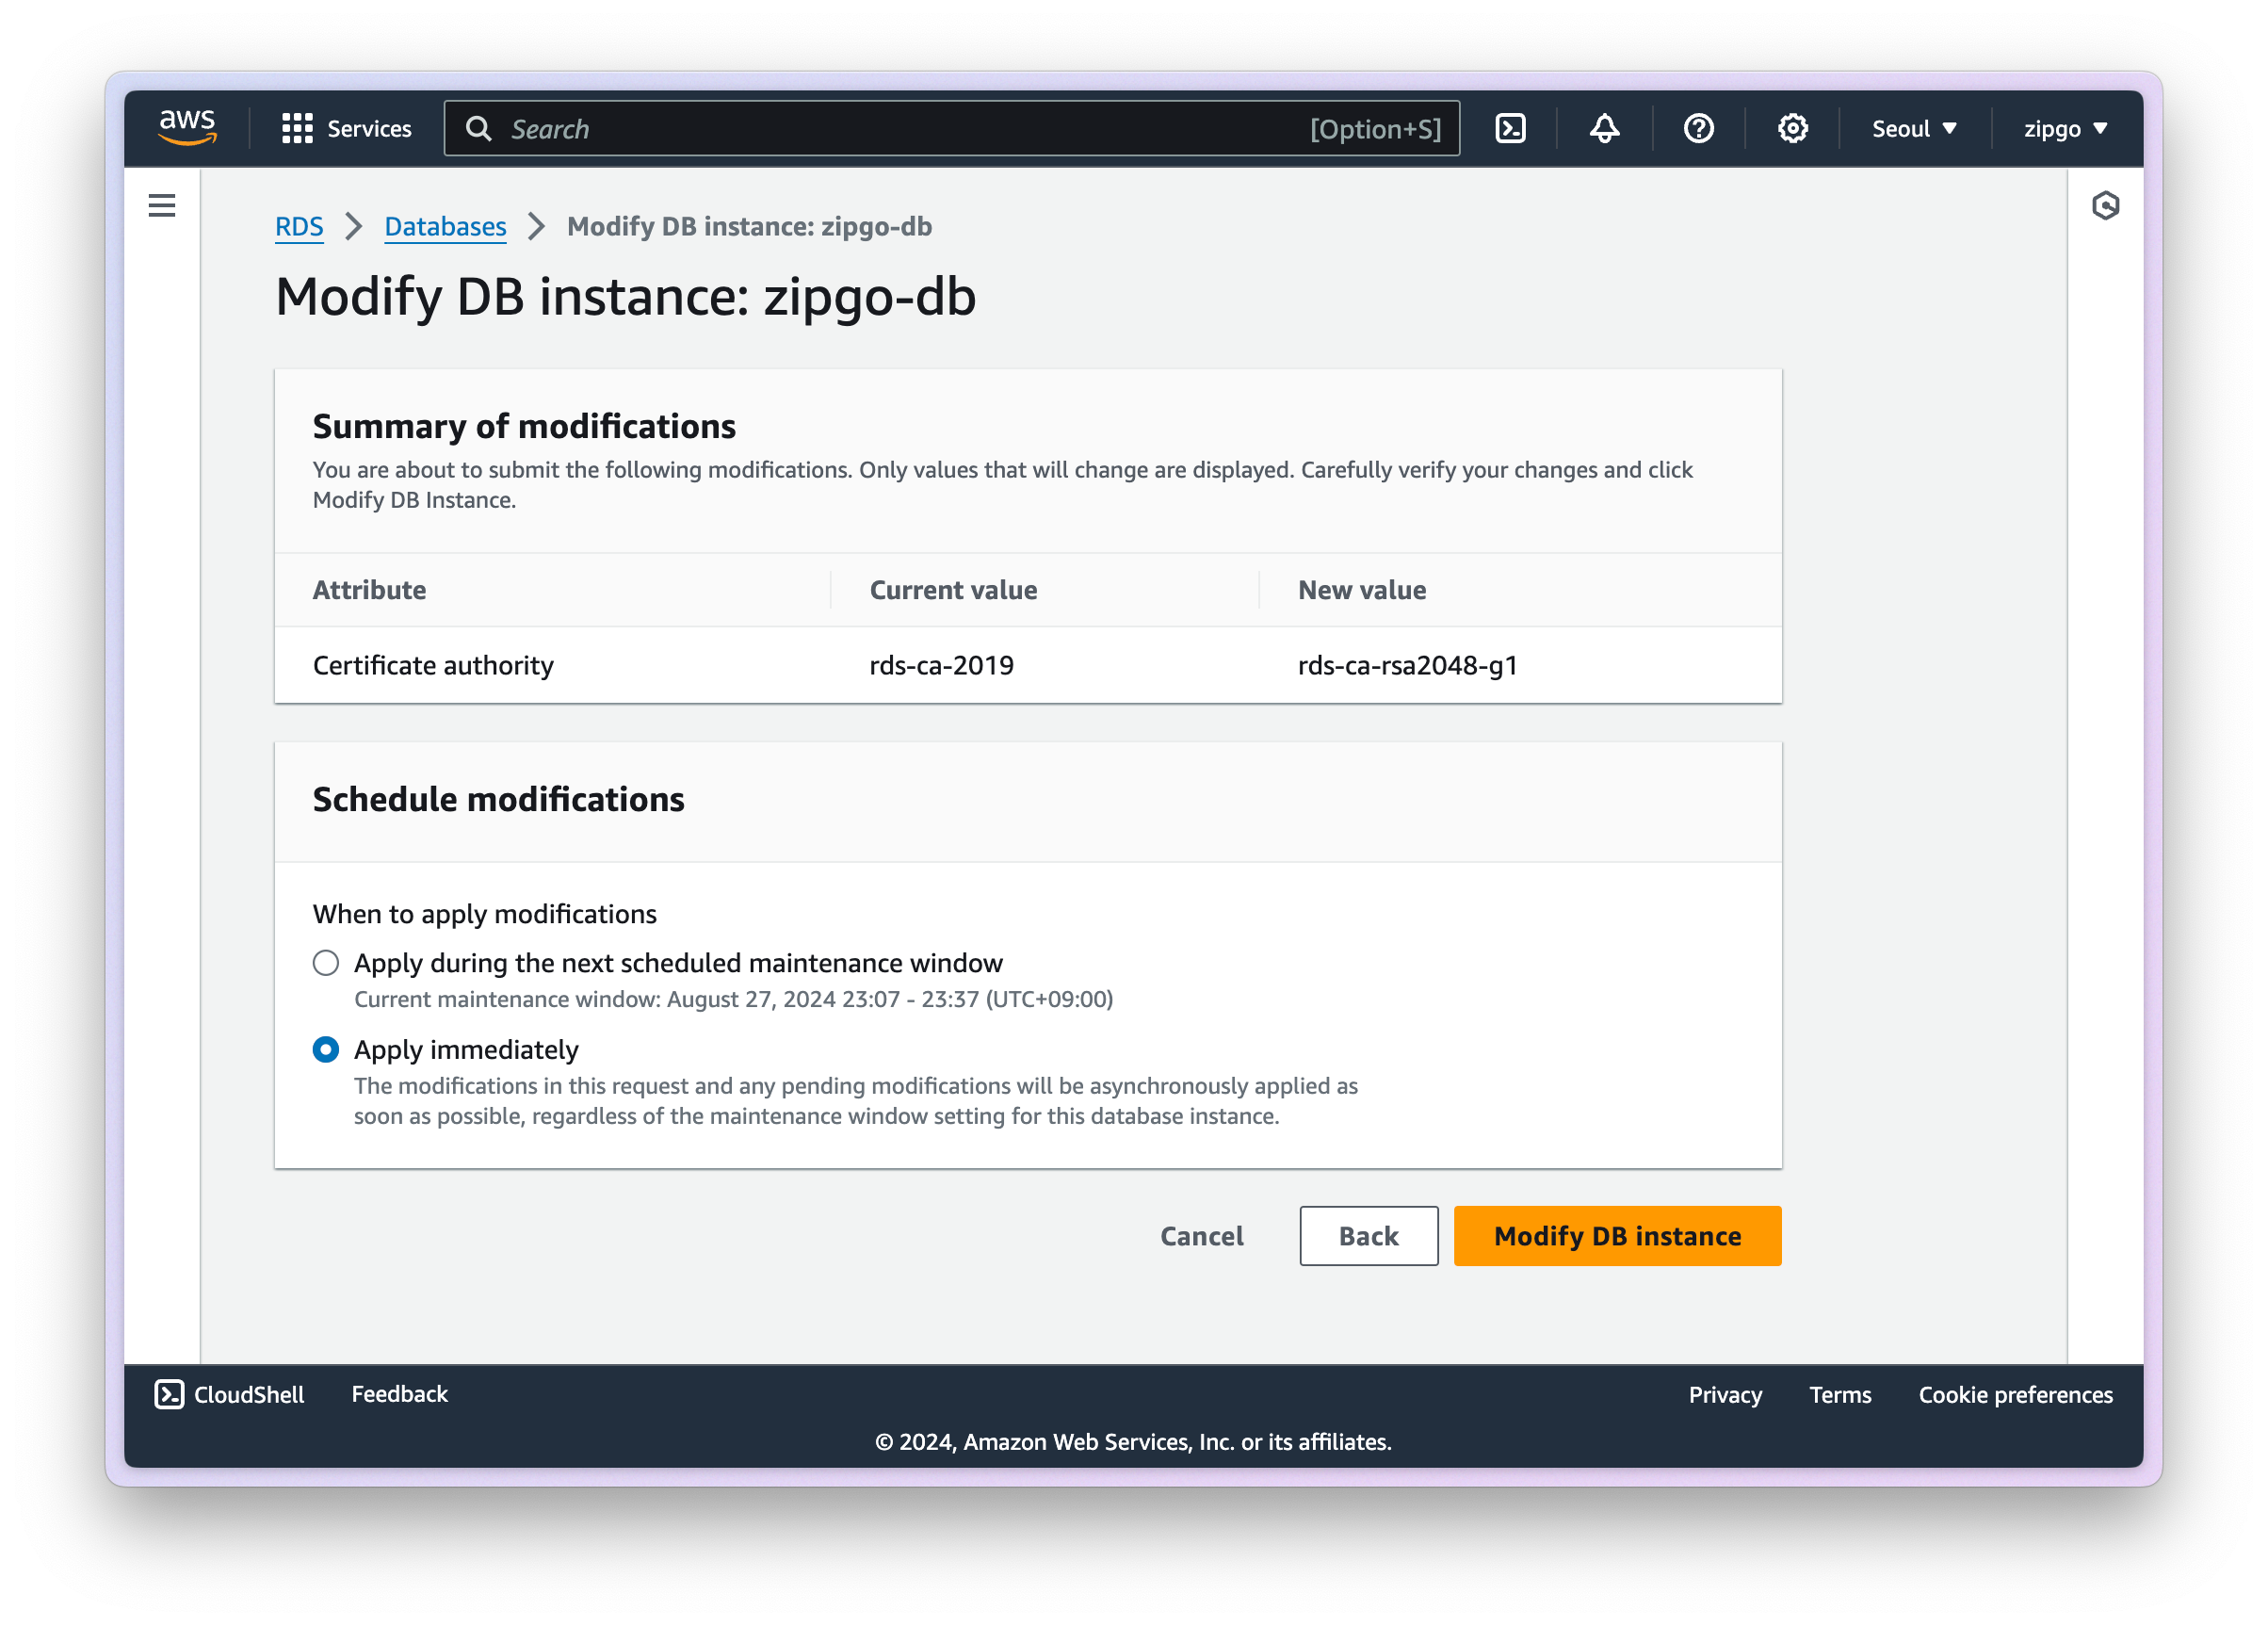 aws Services Search [Option+S] Seoul zipgo
RDS Databases Modify DB instance: zipgo-db
Modify DB instance: zipgo-db
Summary of modifications
You are about to submit the following modifications. Only values that will change are displayed. Carefully verify your changes and click
Modify DB Instance.
Attribute Current value New value
Certificate authority rds-ca-2019 rds-ca-rsa2048-g1
Schedule modifications
When to apply modifications
Apply during the next scheduled maintenance window
Current maintenance window: August 27, 2024 23:07 - 23:37 (UTC+09:00)
Apply immediately
The modifications in this request and any pending modifications will be asynchronously applied as
soon as possible, regardless of the maintenance window setting for this database instance.
Cancel Back Modify DB instance
CloudShell Feedback Privacy Terms Cookie preferences
© 2024, Amazon Web Services, Inc. or its affiliates.